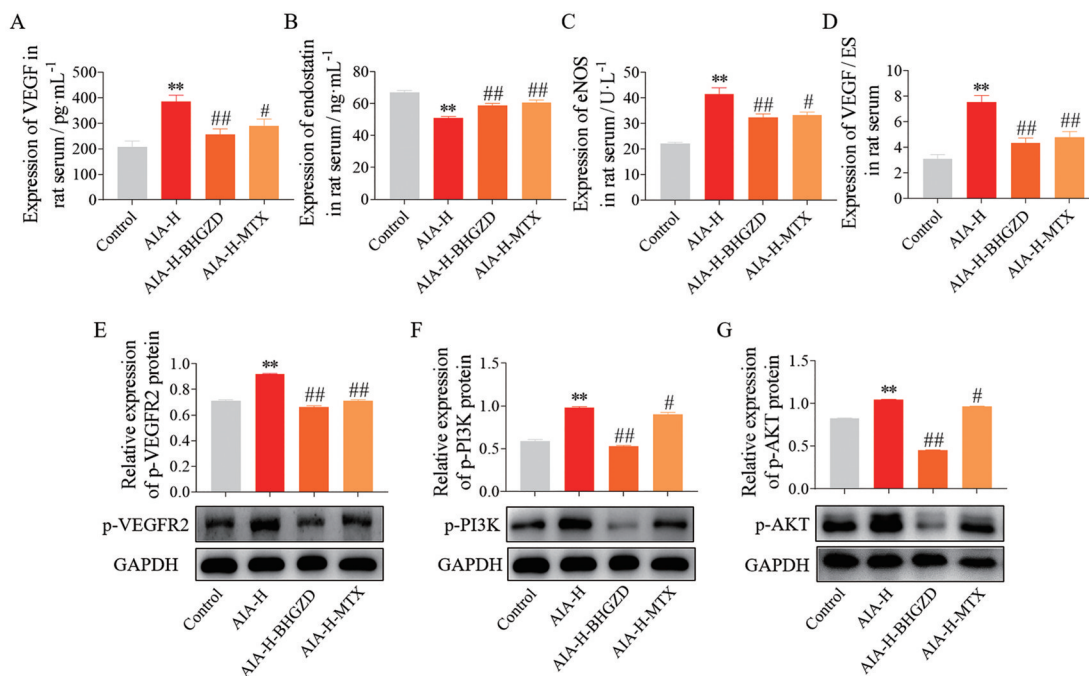 A
Expression of VEGF in
rat serum / pg·mL-1
500
400
300
200
100
0
**
##
#
Control
AIA-H
AIA-H-BHGZD
AIA-H-MTX
B
Expression of endostatin
in rat serum / ng·mL-1
80
60
40
20
0
**
##
##
Control
AIA-H
AIA-H-BHGZD
AIA-H-MTX
C
Expression of eNOS
in rat serum / U·L-1
50
40
30
20
10
0
**
##
#
Control
AIA-H
AIA-H-BHGZD
AIA-H-MTX
D
Expression of VEGF / ES
in rat serum
10
8
6
4
2
0
**
##
##
Control
AIA-H
AIA-H-BHGZD
AIA-H-MTX
E
Relative expression
of p-VEGFR2 protein
1.0
0.8
0.6
0.4
0.2
0.0
**
##
##
p-VEGFR2
GAPDH
Control
AIA-H
AIA-H-BHGZD
AIA-H-MTX
F
Relative expression
of p-PI3K protein
1.5
1.0
0.5
0.0
**
##
#
p-PI3K
GAPDH
Control
AIA-H
AIA-H-BHGZD
AIA-H-MTX
G
Relative expression
of p-AKT protein
1.5
1.0
0.5
0.0
**
##
#
p-AKT
GAPDH
Control
AIA-H
AIA-H-BHGZD
AIA-H-MTX